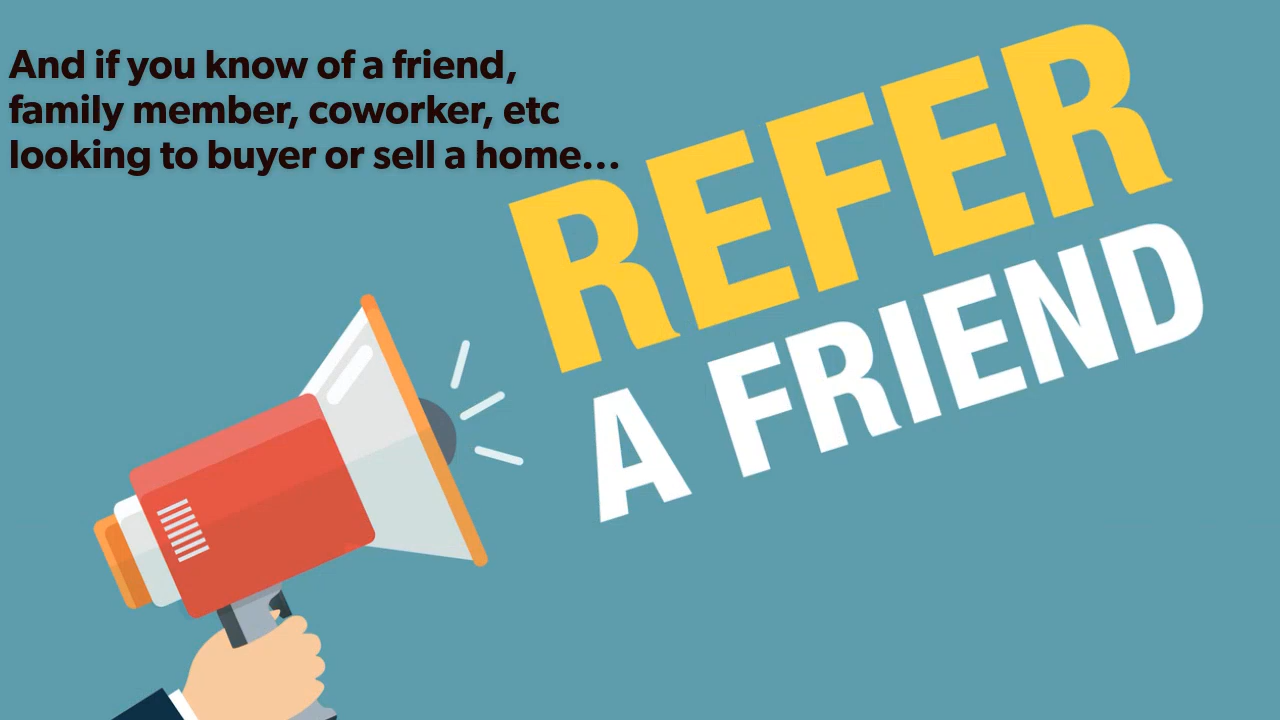 And if you know of a friend,
family member, coworker, etc
looking to buyer or sell a home...
REFER
A FRIEND